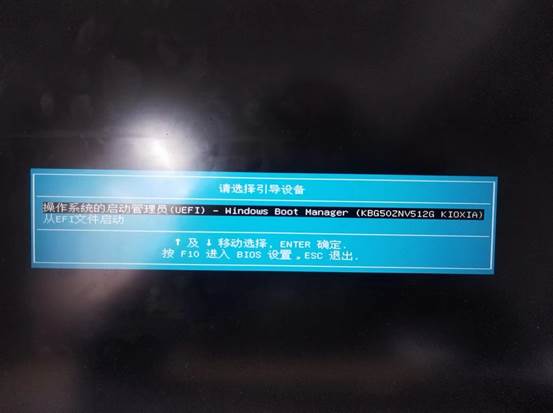 请选择引导设备
操作系统的启动管理员(UEFI) - Windows Boot Manager (KBG50ZNV512G KIOXIA)
从EFI文件启动
↑ 及 ↓ 移动选择, ENTER 确定.
按 F10 进入 BIOS 设置。ESC 退出.